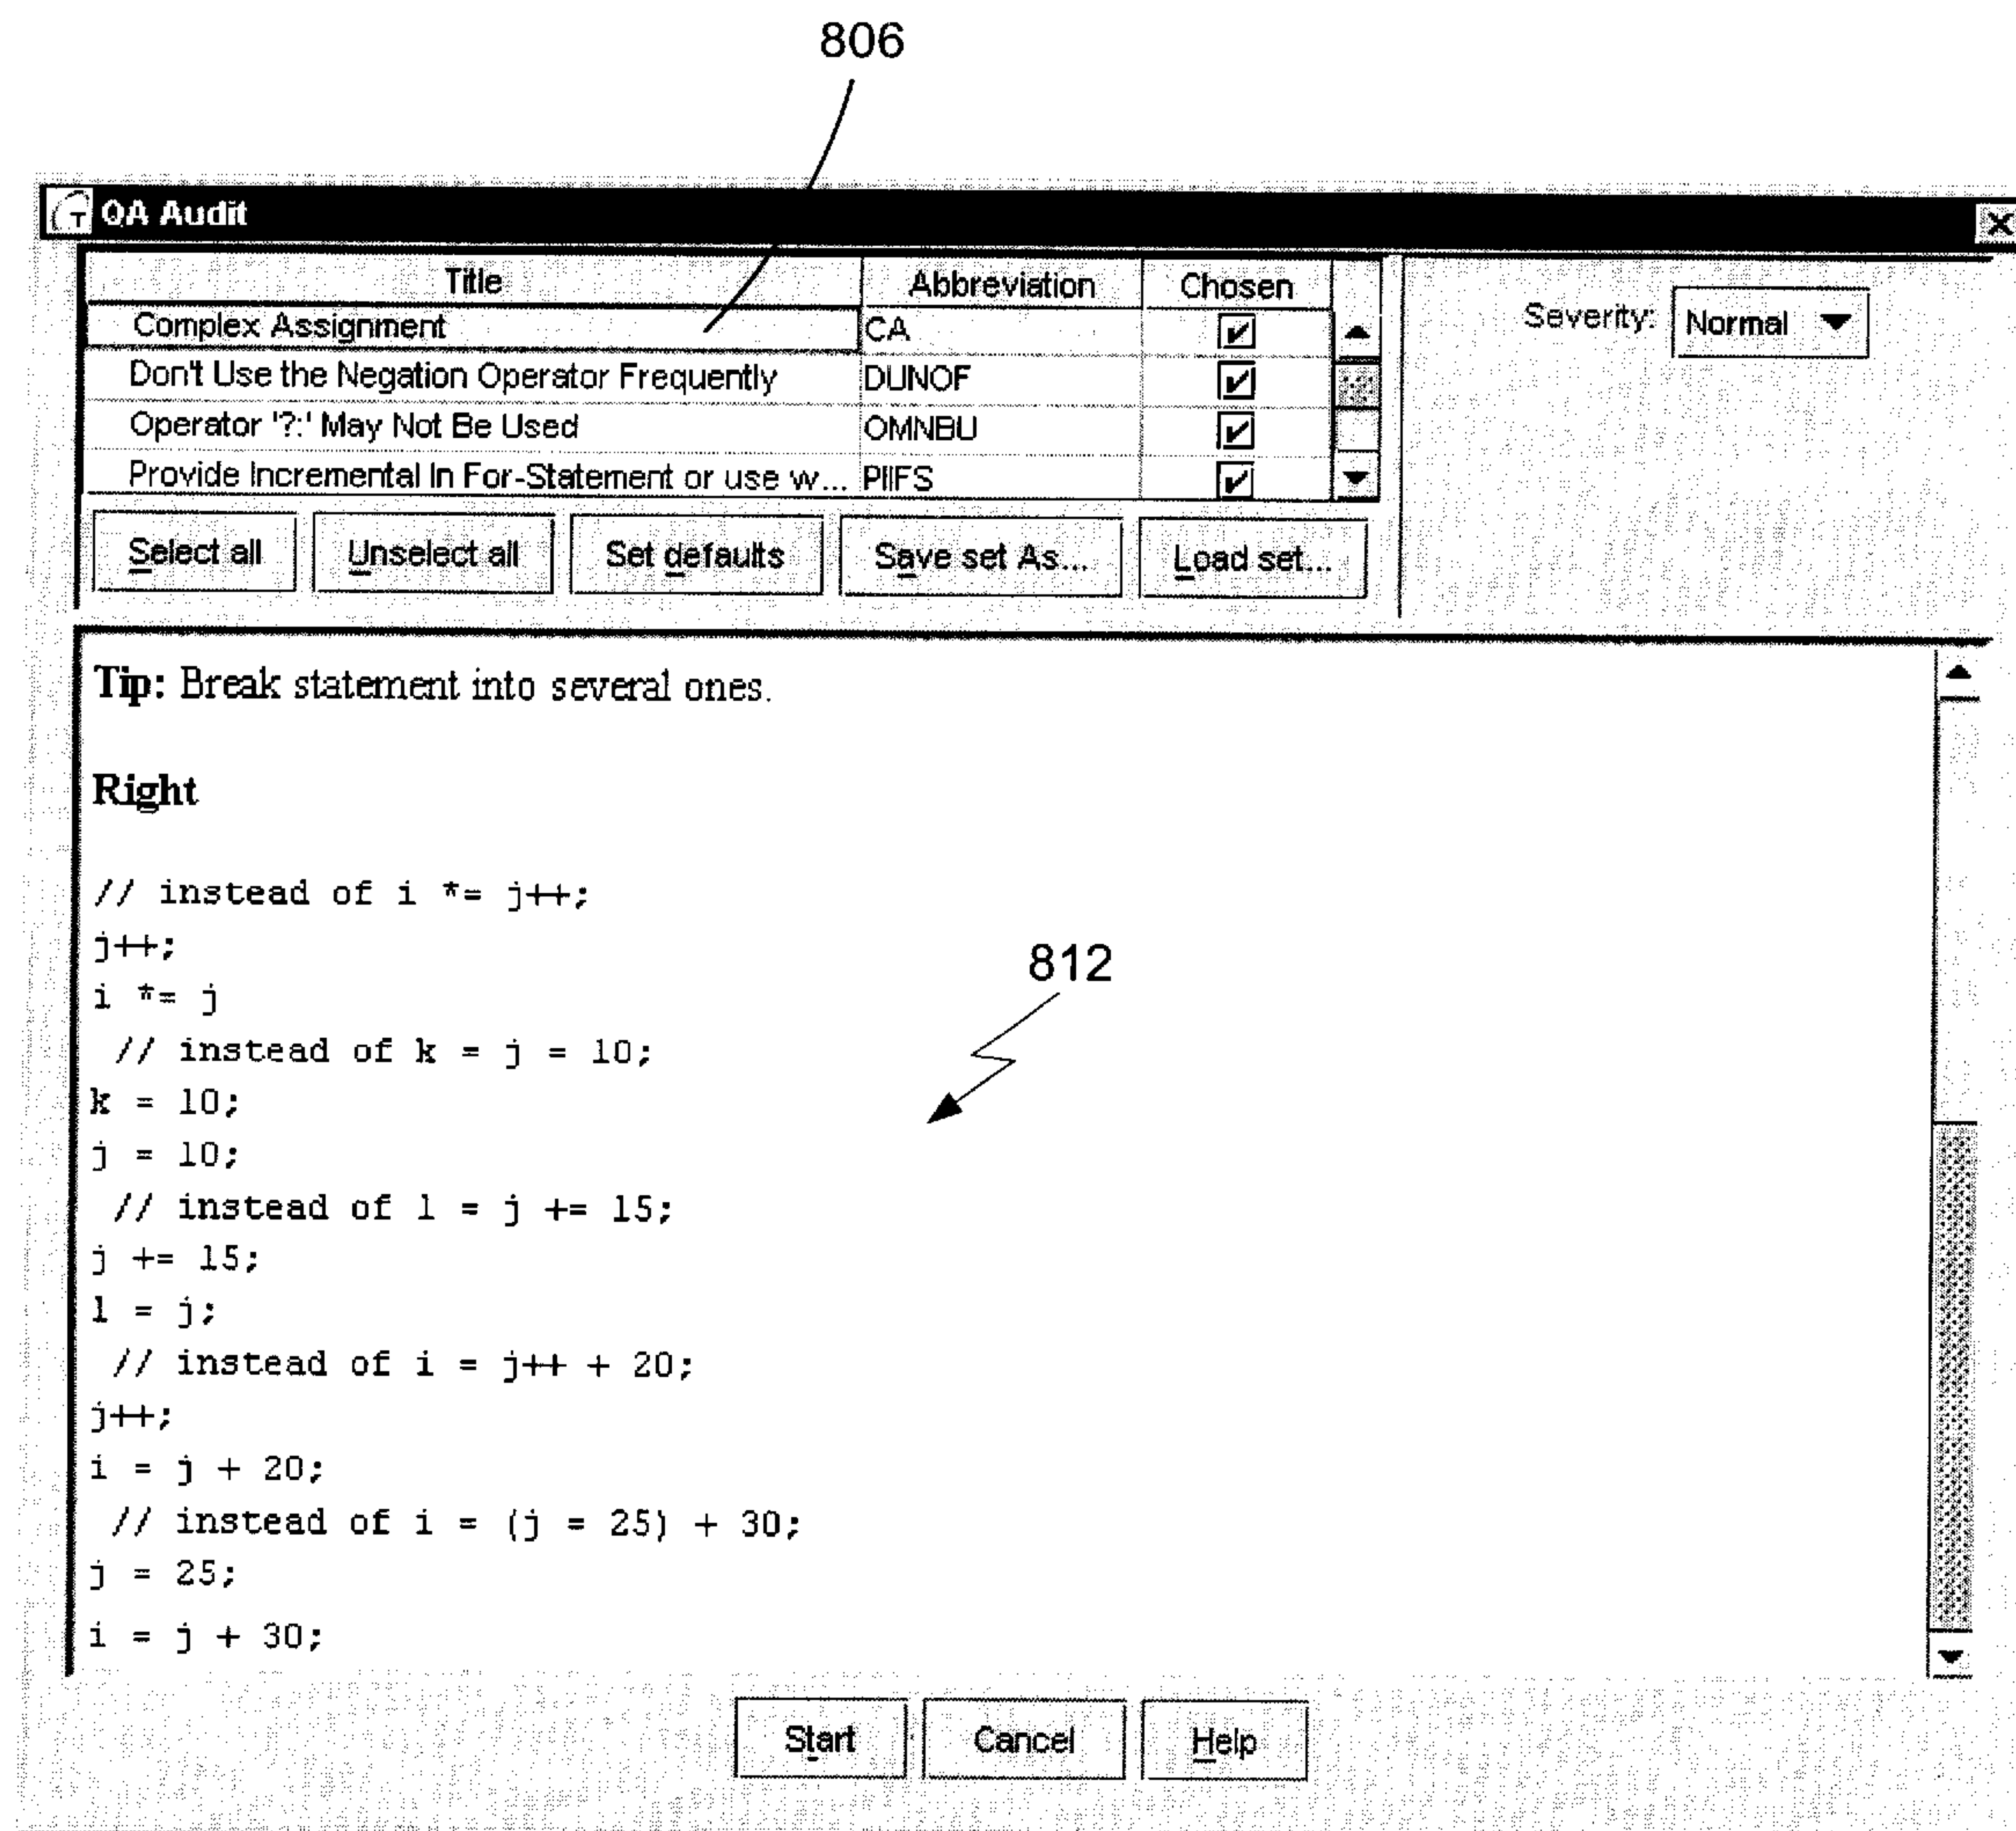 806
QA Audit
Title Abbreviation Chosen
Complex Assignment CA
Severity: Normal
Don't Use the Negation Operator Frequently DUNOF
Operator '?:' May Not Be Used OMNBU
Provide Incremental In For-Statement or use w... PIIFS
Select all Unselect all Set defaults Save set As... Load set...
Tip: Break statement into several ones.
Right
// instead of i *= j++;
j++;
i *= j
// instead of k = j = 10;
k = 10;
j = 10;
// instead of l = j += 15;
j += 15;
l = j;
// instead of i = j++ + 20;
j++;
i = j + 20;
// instead of i = (j = 25) + 30;
j = 25;
i = j + 30;
812
Start Cancel Help